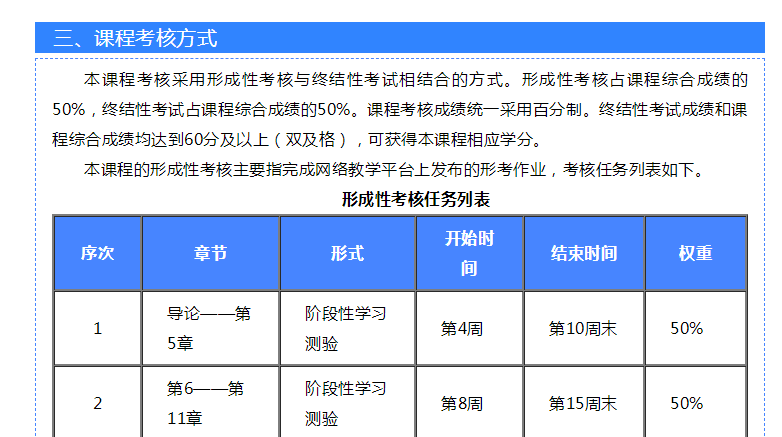 三、课程考核方式
本课程考核采用形成性考核与终结性考试相结合的方式。形成性考核占课程综合成绩的
50%，终结性考试占课程综合成绩的50%。课程考核成绩统一采用百分制。终结性考试成绩和课
程综合成绩均达到60分及以上（双及格），可获得本课程相应学分。
本课程的形成性考核主要指完成网络教学平台上发布的形考作业，考核任务列表如下。
形成性考核任务列表
序次 章节 形式 开始时间 结束时间 权重
1 导论——第5章 阶段性学习测验 第4周 第10周末 50%
2 第6——第11章 阶段性学习测验 第8周 第15周末 50%